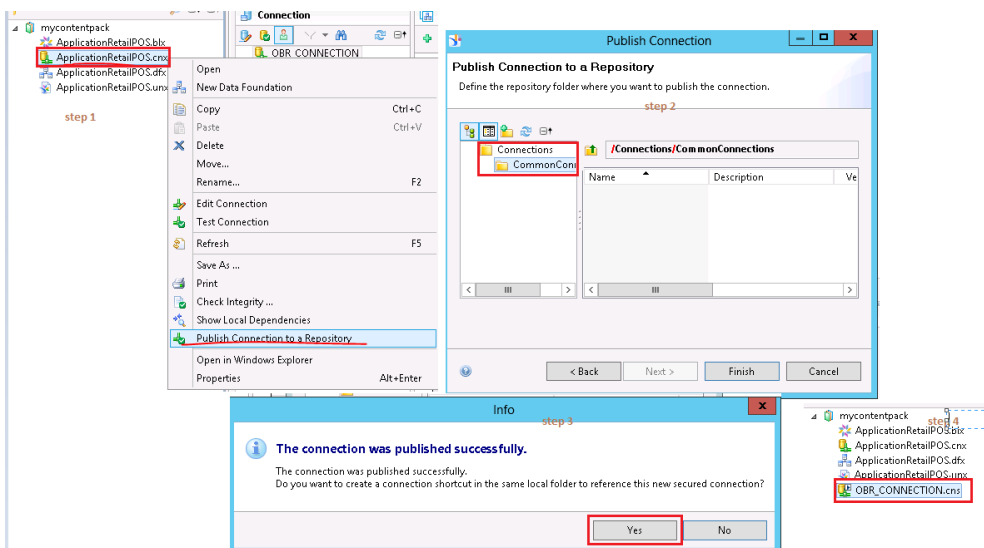 mycontentpack
ApplicationRetailPOS.blx
ApplicationRetailPOS.cnx
ApplicationRetailPOS.dfx
ApplicationRetailPOS.unx
step 1
Connection
OBR CONNECTION
Open
New Data Foundation
Copy Ctrl+C
Paste Ctrl+V
Delete
Move...
Rename... F2
Edit Connection
Test Connection
Refresh F5
Save As ...
Print
Check Integrity ...
Show Local Dependencies
Publish Connection to a Repository
Open in Windows Explorer
Properties Alt+Enter
Publish Connection
Publish Connection to a Repository
Define the repository folder where you want to publish the connection.
step 2
Connections
CommonConn
/Connections/CommonConnections
Name Description Ve
< Back Next > Finish Cancel
Info
step 3
The connection was published successfully.
The connection was published successfully.
Do you want to create a connection shortcut in the same local folder to reference this new secured connection?
Yes No
mycontentpack
step 4
ApplicationRetailPOS.blx
ApplicationRetailPOS.cnx
ApplicationRetailPOS.dfx
ApplicationRetailPOS.unx
OBR_CONNECTION.cns